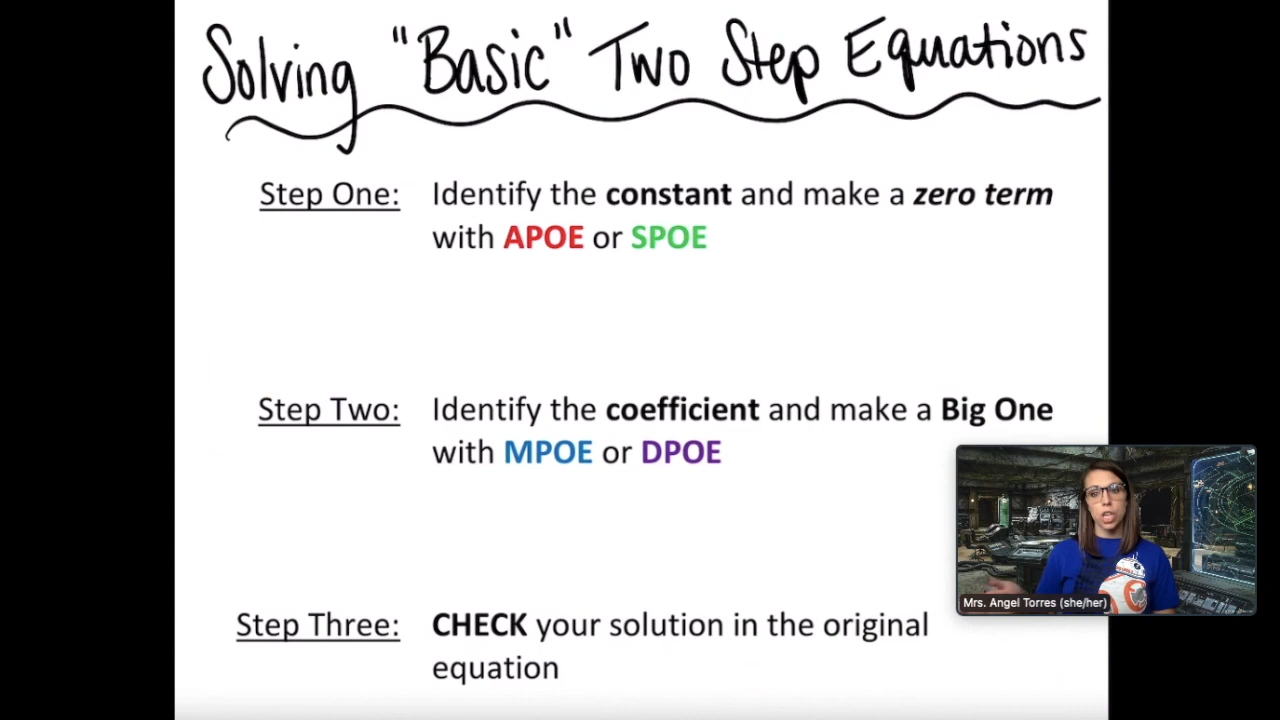 Solving "Basic" Two Step Equations
Step One: Identify the constant and make a zero term
with APOE or SPOE
Step Two: Identify the coefficient and make a Big One
with MPOE or DPOE
Mrs. Angel Torres (she/her)
Step Three: CHECK your solution in the original
equation